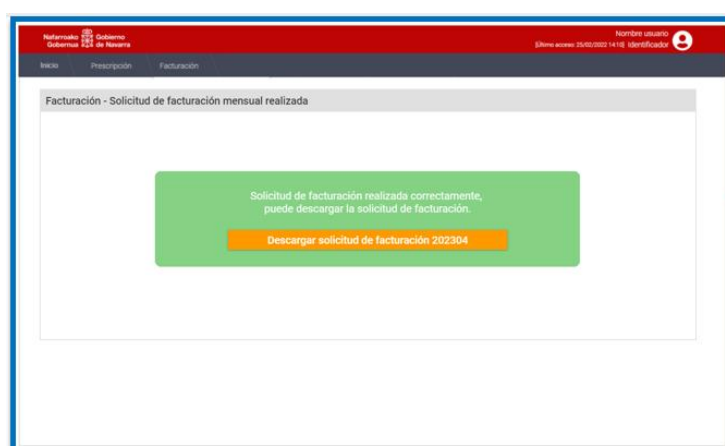 Nafarroako Gobierno
Gobernua de Navarra
Nombre usuario
[Último acceso: 25/02/2022 14:10] Identificador
Inicio Prescripción Facturación
Facturación - Solicitud de facturación mensual realizada
Solicitud de facturación realizada correctamente,
puede descargar la solicitud de facturación.
Descargar solicitud de facturación 202304